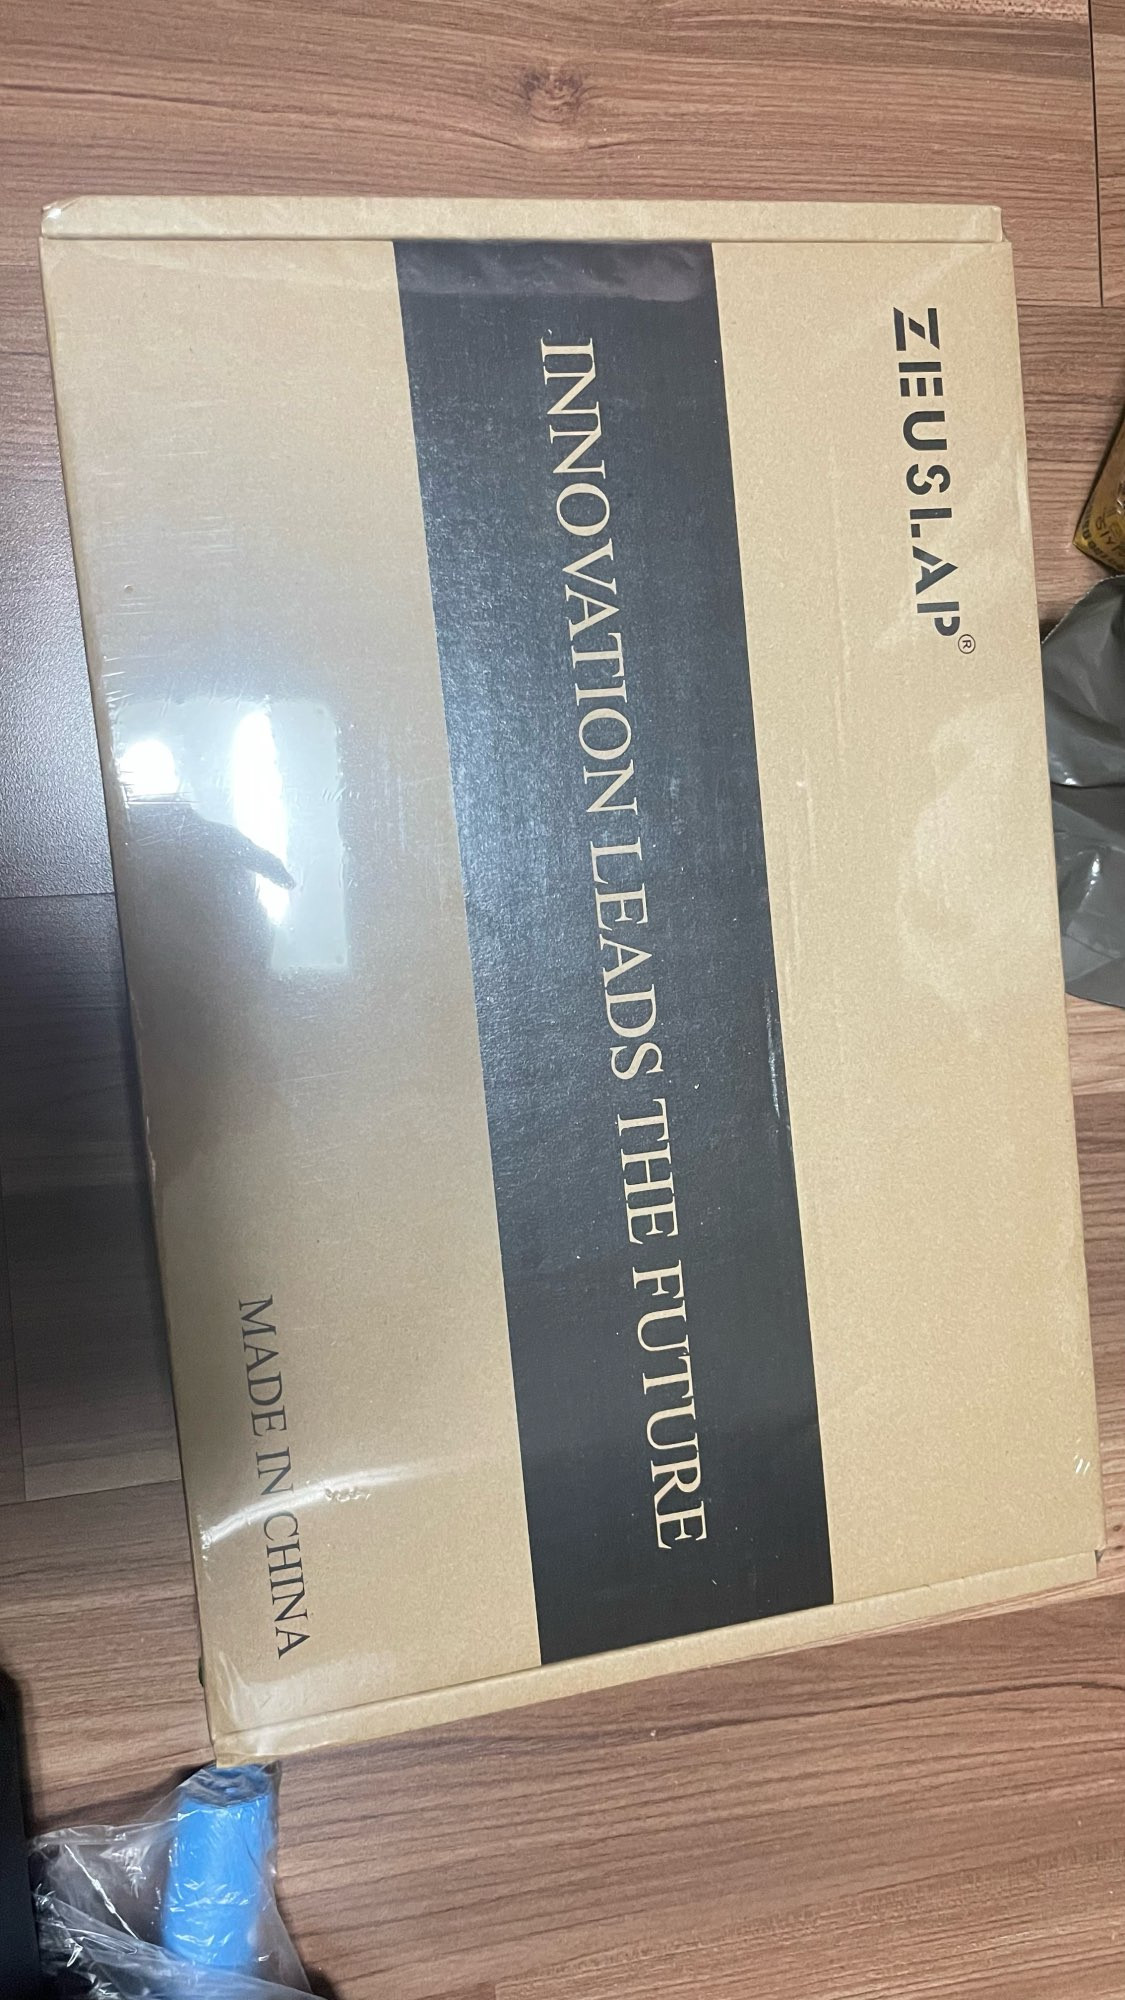 ZEUSLAP®
INNOVATION LEADS THE FUTURE
MADE IN CHINA